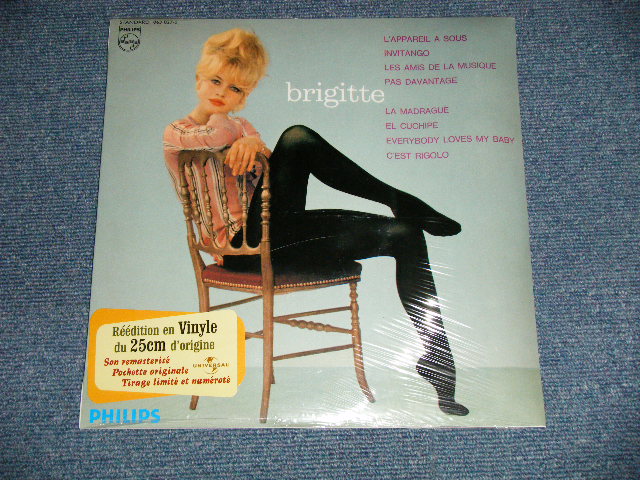 STANDARD
PHILIPS
L'APPAREIL A SOUS
INVITANGO
LES AMIS DE LA MUSIQUE
PAS DAVANTAGE
brigitte
LA MADRAGUE
EL CUCHIPE
EVERYBODY LOVES MY BABY
C'EST RIGOLO
Réédition en Vinyle
du 25cm d'origine
Son remasterisé
Pochette originale
UNIVERSAL
Tirage limité et numéroté
PHILIPS